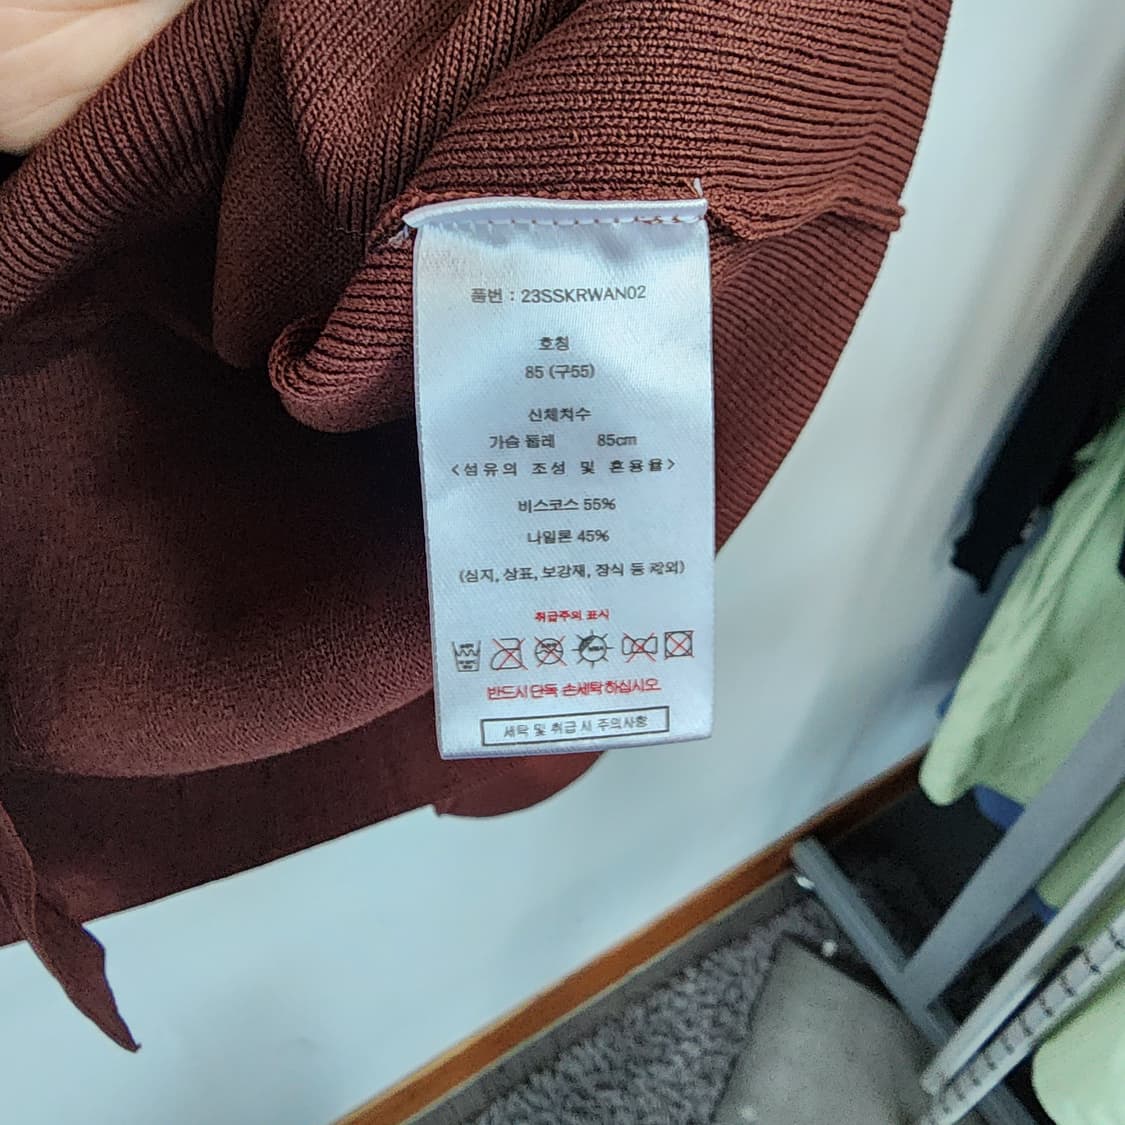 품번 : 23SSKRWAN02
호칭
85 (구55)
신체처수
가슴 둘레 85cm
<섬유의 조성 및 혼용율>
비스코스 55%
나일론 45%
(심지, 상표, 보강재, 장식 등 제외)
취급주의 표시
반드시 단독 손세탁 하십시오.
세탁 및 취급 시 주의사항